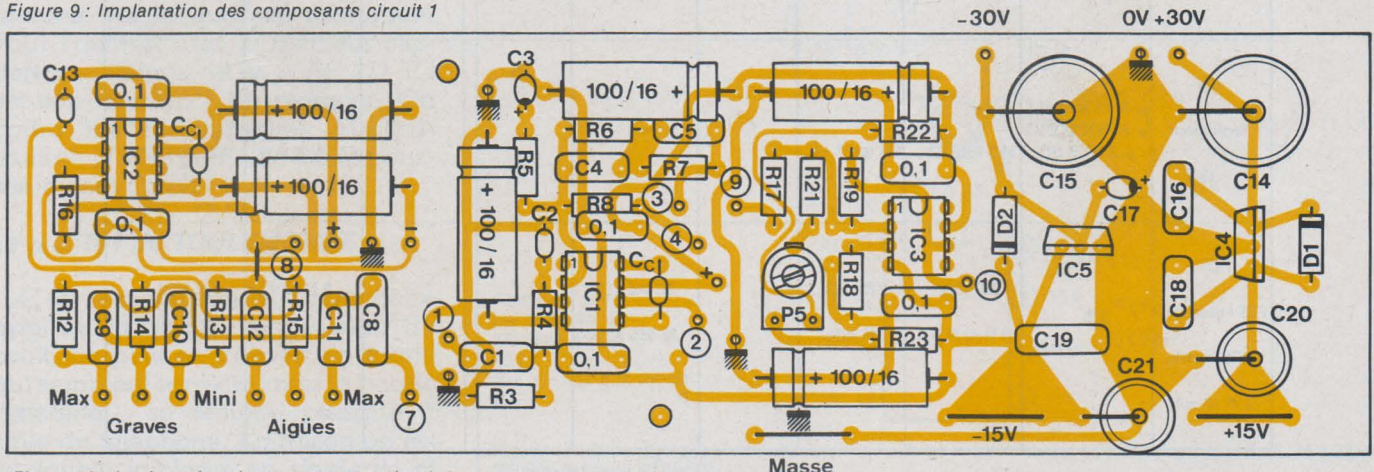 Figure 9 : Implantation des composants circuit 1
-30V
0V +30V
C13
0,1
+100/16
1
IC2
Cc
R16
0,1
+100/16
8
+
-
R12
C9
R14
C10
R13
C12
R15
C11
C8
Max
Mini
Max
7
Graves
Aigües
C3
100/16 +
R6
C5
R5
C4
R7
R8
3
+ 100/16
C2
0,1
4
1
IC1
Cc
+
R4
1
C1
0,1
2
R3
100/16 +
R22
0,1
9
R17
R21
R19
1
IC3
R18
10
P5
0,1
R23
+ 100/16
Masse
C15
C14
D2
C17
+
C16
IC5
IC4
D1
C18
C19
C20
C21
-15V
+15V